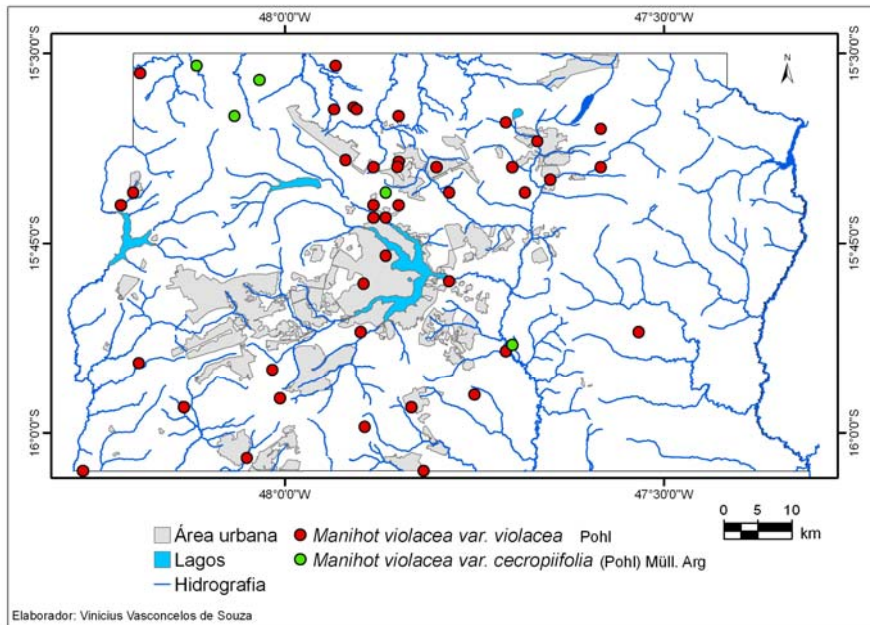 48°0'0"W
47°30'0"W
15°30'0"S
15°30'0"S
N
15°45'0"S
15°45'0"S
16°0'0"S
16°0'0"S
48°0'0"W
47°30'0"W
Área urbana
Manihot violacea var. violacea Pohl
Lagos
Manihot violacea var. cecropiifolia (Pohl) Müll. Arg
Hidrografia
0 5 10
km
Elaborador: Vinicius Vasconcelos de Souza